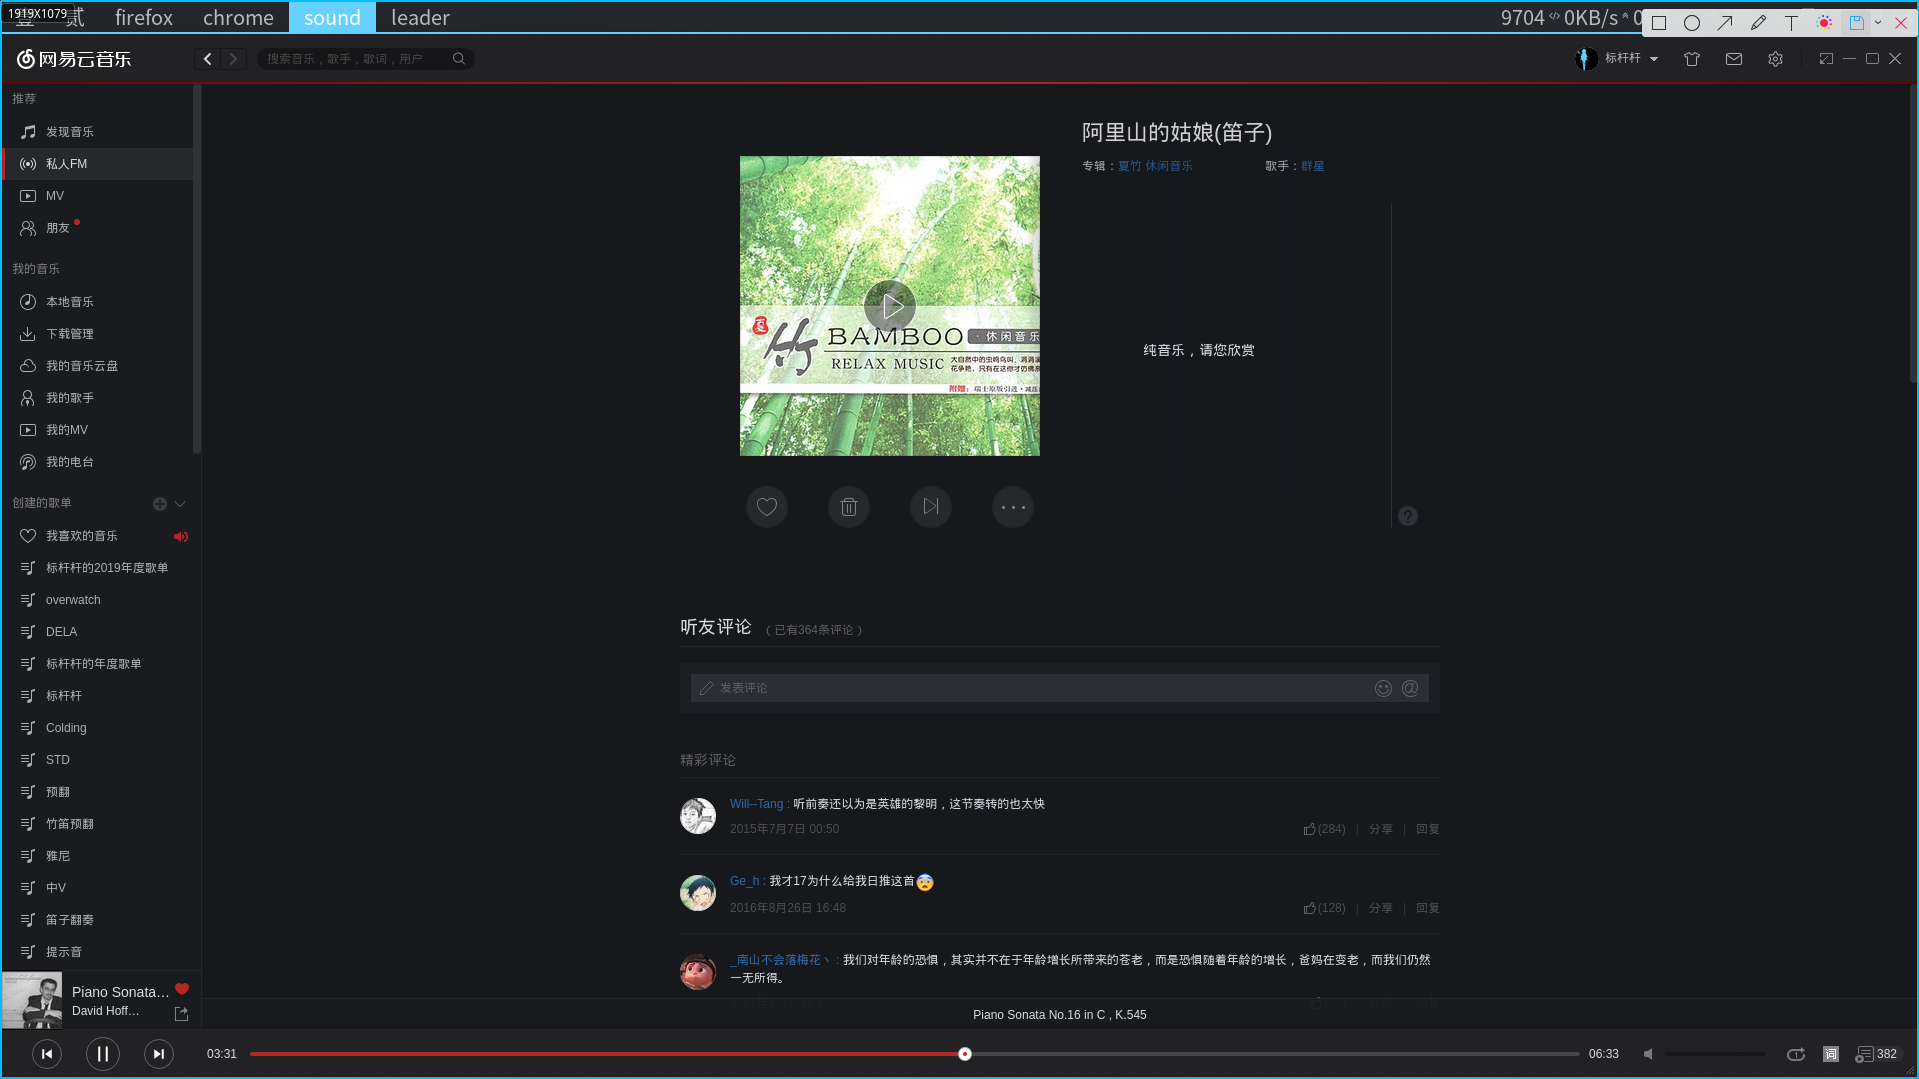 1919X1079
壹 贰 firefox chrome sound leader
9704 0KB/s
网易云音乐
搜索音乐，歌手，歌词，用户
标杆杆
推荐
发现音乐
私人FM
MV
朋友
我的音乐
本地音乐
下载管理
我的音乐云盘
我的歌手
我的MV
我的电台
创建的歌单
我喜欢的音乐
标杆杆的2019年度歌单
overwatch
DELA
标杆杆的年度歌单
标杆杆
Colding
STD
预翻
竹笛预翻
雅尼
中V
笛子翻奏
提示音
Piano Sonata...
David Hoff...
阿里山的姑娘(笛子)
专辑：夏竹 休闲音乐 歌手：群星
夏
竹
BAMBOO ·休闲音乐
RELAX MUSIC
附赠：
纯音乐，请您欣赏
听友评论 （已有364条评论）
发表评论
精彩评论
Will--Tang : 听前奏还以为是英雄的黎明，这节奏转的也太快
2015年7月7日 00:50 (284) | 分享 | 回复
Ge_h : 我才17为什么给我日推这首😨
2016年8月26日 16:48 (128) | 分享 | 回复
_南山不会落梅花丶 : 我们对年龄的恐惧，其实并不在于年龄增长所带来的苍老，而是恐惧随着年龄的增长，爸妈在变老，而我们仍然
一无所得。
Piano Sonata No.16 in C , K.545
03:31 06:33 词 382